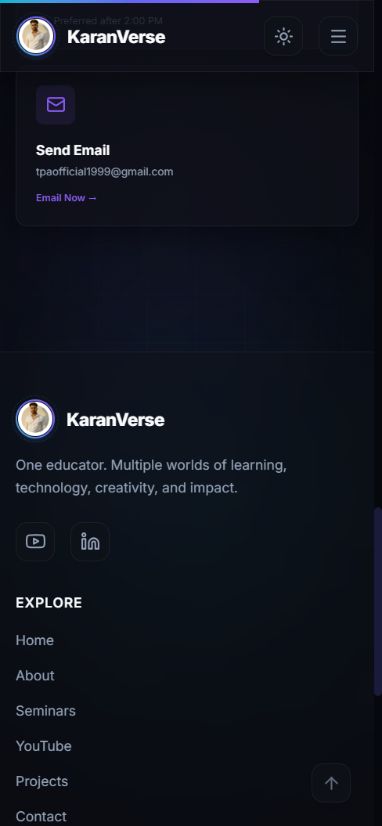 Preferred after 2:00 PM
KaranVerse
Send Email
tpaofficial1999@gmail.com
Email Now →
KaranVerse
One educator. Multiple worlds of learning,
technology, creativity, and impact.
EXPLORE
Home
About
Seminars
YouTube
Projects
Contact